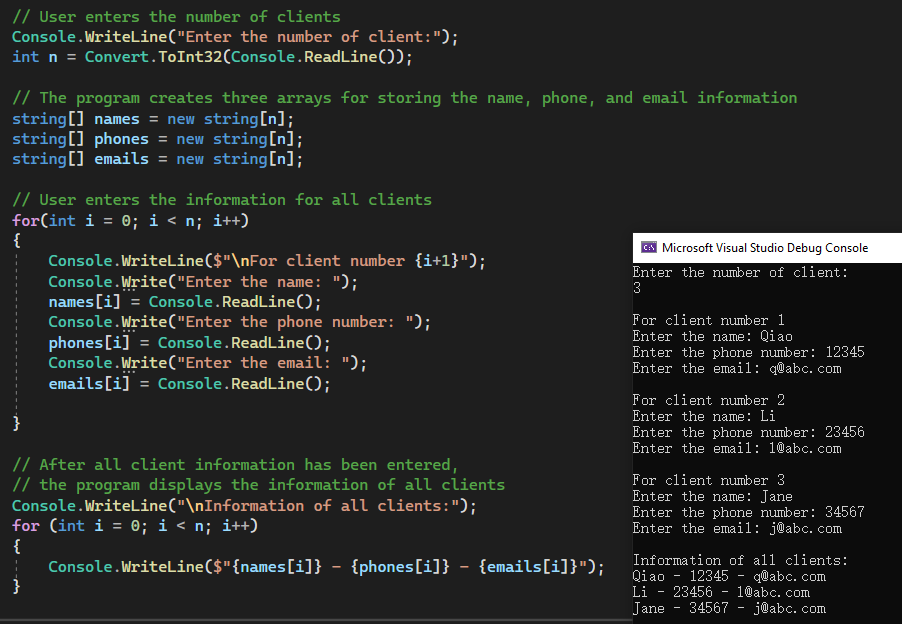 // User enters the number of clients
Console.WriteLine("Enter the number of client:");
int n = Convert.ToInt32(Console.ReadLine());
// The program creates three arrays for storing the name, phone, and email information
string[] names = new string[n];
string[] phones = new string[n];
string[] emails = new string[n];
// User enters the information for all clients
for(int i = 0; i < n; i++)
{
Console.WriteLine($"\nFor client number {i+1}");
Console.Write("Enter the name: ");
names[i] = Console.ReadLine();
Console.Write("Enter the phone number: ");
phones[i] = Console.ReadLine();
Console.Write("Enter the email: ");
emails[i] = Console.ReadLine();
}
// After all client information has been entered,
// the program displays the information of all clients
Console.WriteLine("\nInformation of all clients:");
for (int i = 0; i < n; i++)
{
Console.WriteLine($"{names[i]} - {phones[i]} - {emails[i]}");
}
Microsoft Visual Studio Debug Console
Enter the number of client:
3
For client number 1
Enter the name: Qiao
Enter the phone number: 12345
Enter the email: q@abc.com
For client number 2
Enter the name: Li
Enter the phone number: 23456
Enter the email: l@abc.com
For client number 3
Enter the name: Jane
Enter the phone number: 34567
Enter the email: j@abc.com
Information of all clients:
Qiao - 12345 - q@abc.com
Li - 23456 - l@abc.com
Jane - 34567 - j@abc.com